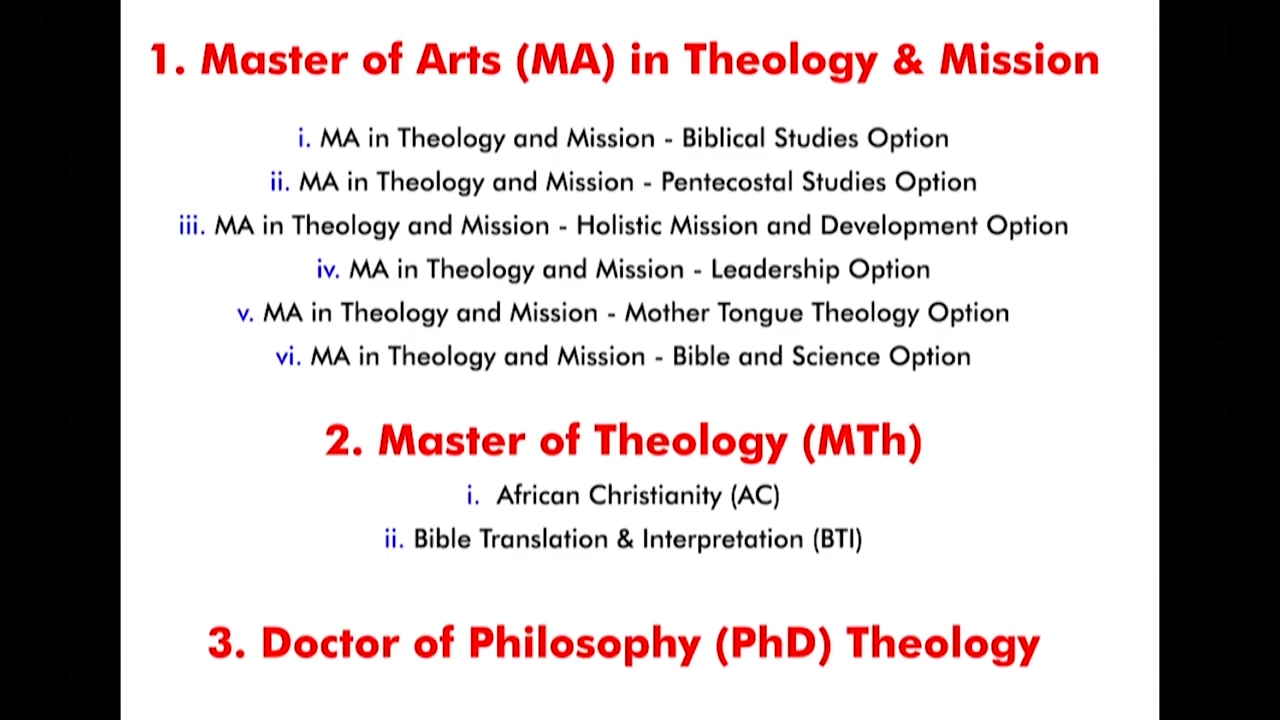 1. Master of Arts (MA) in Theology & Mission
i. MA in Theology and Mission - Biblical Studies Option
ii. MA in Theology and Mission - Pentecostal Studies Option
iii. MA in Theology and Mission - Holistic Mission and Development Option
iv. MA in Theology and Mission - Leadership Option
v. MA in Theology and Mission - Mother Tongue Theology Option
vi. MA in Theology and Mission - Bible and Science Option
2. Master of Theology (MTh)
i. African Christianity (AC)
ii. Bible Translation & Interpretation (BTI)
3. Doctor of Philosophy (PhD) Theology